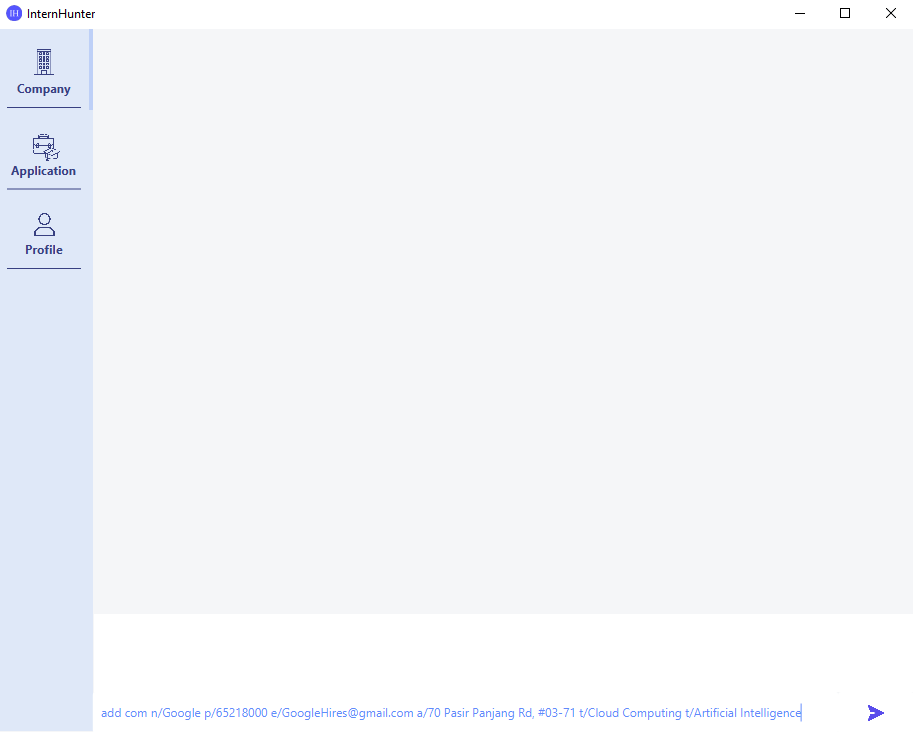 IH InternHunter
Company
Application
Profile
add com n/Google p/65218000 e/GoogleHires@gmail.com a/70 Pasir Panjang Rd, #03-71 t/Cloud Computing t/Artificial Intelligence